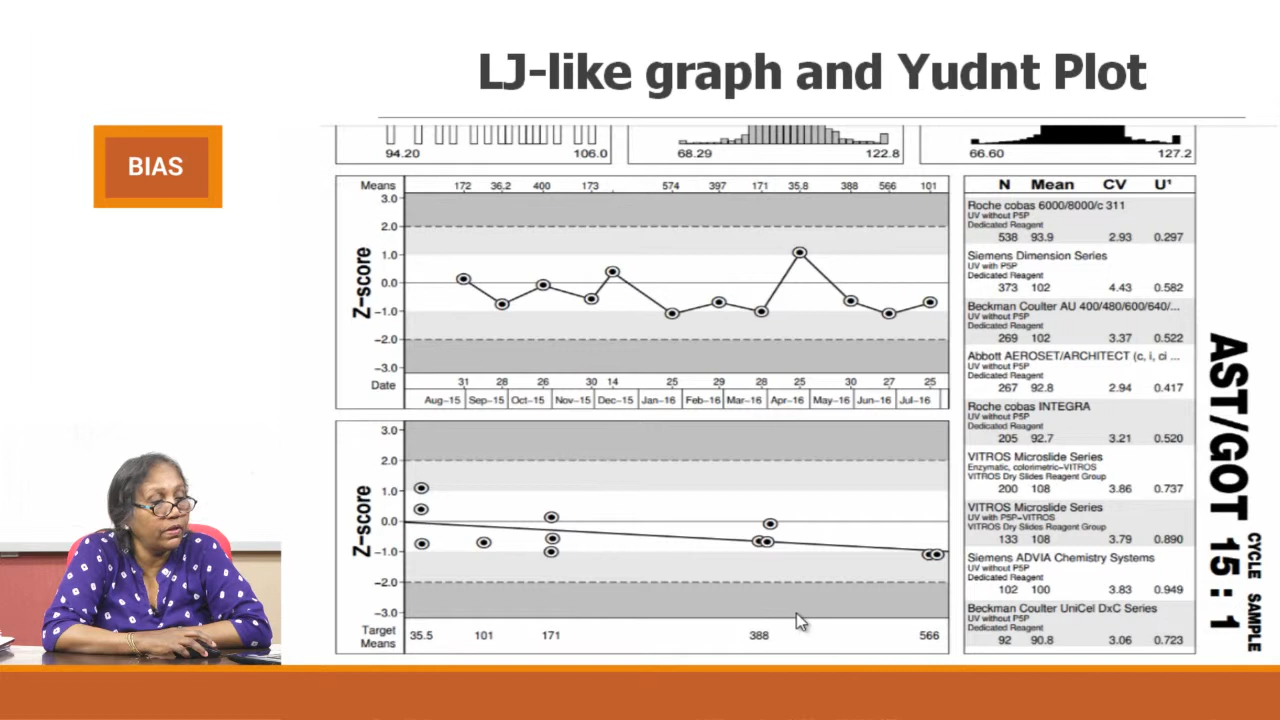 LJ-like graph and Yudnt Plot
BIAS
94.20 106.0
68.29 122.8
66.60 127.2
Means 172 36.2 400 173 . 574 397 171 35.8 388 566 101
3.0
2.0
1.0
0.0
−1.0
−2.0
−3.0
Z−score
Date 31 28 26 30 14 25 29 28 25 30 27 25
Aug−15 Sep−15 Oct−15 Nov−15 Dec−15 Jan−16 Feb−16 Mar−16 Apr−16 May−16 Jun−16 Jul−16
3.0
2.0
1.0
0.0
−1.0
−2.0
−3.0
Z−score
Target
Means 35.5 101 171 388 566
N Mean CV U¹
Roche cobas 6000/8000/c 311
UV without P5P
Dedicated Reagent
538 93.9 2.93 0.297
Siemens Dimension Series
UV with P5P
Dedicated Reagent
373 102 4.43 0.582
Beckman Coulter AU 400/480/600/640/...
UV without P5P
Dedicated Reagent
269 102 3.37 0.522
Abbott AEROSET/ARCHITECT (c, i, ci ...
UV without P5P
Dedicated Reagent
267 92.8 2.94 0.417
Roche cobas INTEGRA
UV without P5P
Dedicated Reagent
205 92.7 3.21 0.520
VITROS Microslide Series
Enzymatic, colorimetric−VITROS
VITROS Dry Slides Reagent Group
200 108 3.86 0.737
VITROS Microslide Series
UV with P5P−VITROS
VITROS Dry Slides Reagent Group
133 108 3.79 0.890
Siemens ADVIA Chemistry Systems
UV without P5P
Dedicated Reagent
102 100 3.83 0.949
Beckman Coulter UniCel DxC Series
UV without P5P
Dedicated Reagent
92 90.8 3.06 0.723
AST/GOT 15 : 1
CYCLE SAMPLE